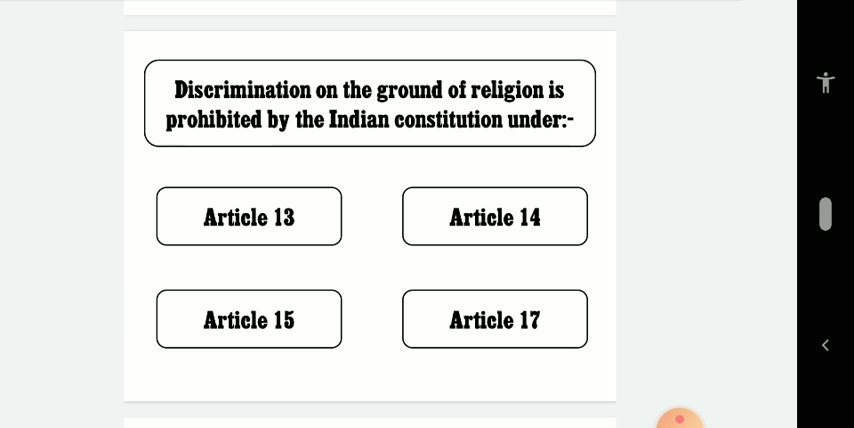 Discrimination on the ground of religion is
prohibited by the Indian constitution under:-
Article 13
Article 14
Article 15
Article 17